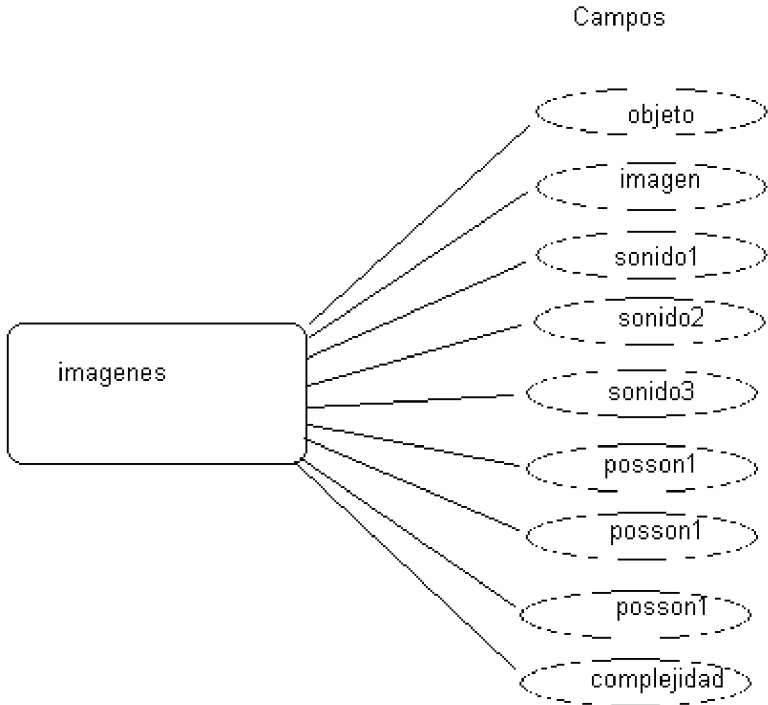 Campos
objeto
imagen
sonido1
sonido2
imagenes
sonido3
posson1
posson1
posson1
complejidad